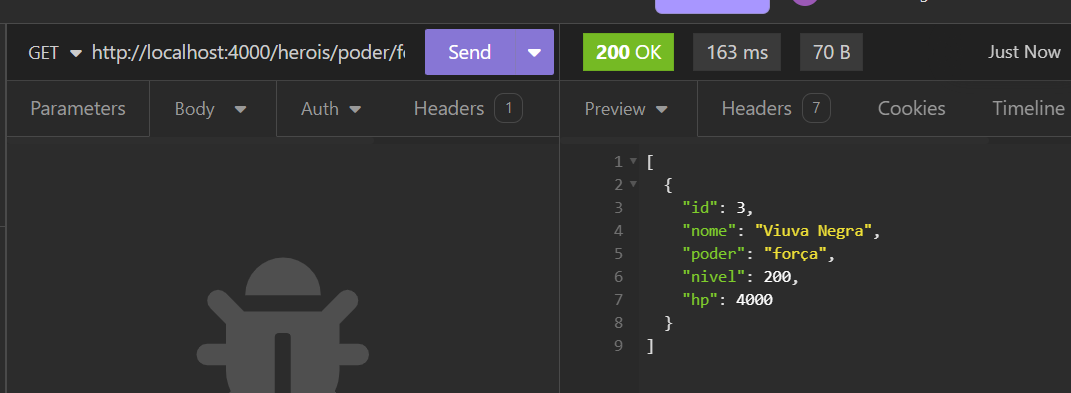 GET http://localhost:4000/herois/poder/fo Send
200 OK 163 ms 70 B Just Now
Parameters Body Auth Headers 1
Preview Headers 7 Cookies Timeline
1 [
2 {
3 "id": 3,
4 "nome": "Viuva Negra",
5 "poder": "força",
6 "nivel": 200,
7 "hp": 4000
8 }
9 ]